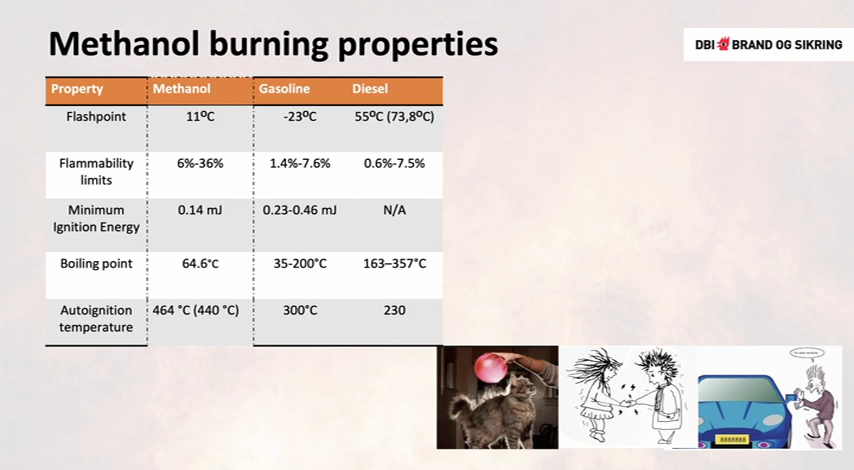 Methanol burning properties
DBI BRAND OG SIKRING
Property Methanol Gasoline Diesel
Flashpoint 11ºC -23ºC 55ºC (73,8ºC)
Flammability limits 6%-36% 1.4%-7.6% 0.6%-7.5%
Minimum Ignition Energy 0.14 mJ 0.23-0.46 mJ N/A
Boiling point 64.6°C 35-200°C 163–357°C
Autoignition temperature 464 °C (440 °C) 300°C 230
8888888